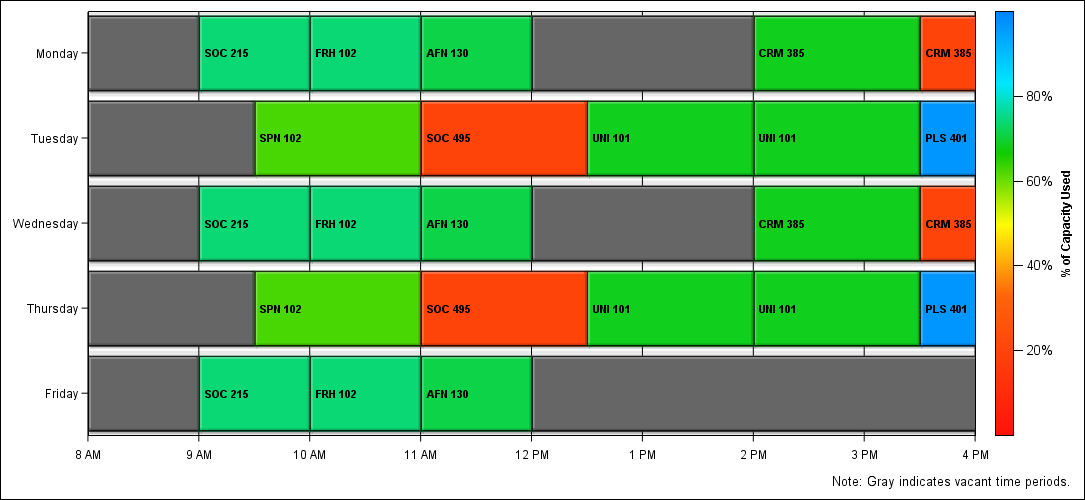 Monday SOC 215 FRH 102 AFN 130 CRM 385 CRM 385
80%
Tuesday SPN 102 SOC 495 UNI 101 UNI 101 PLS 401
60%
% of Capacity Used
Wednesday SOC 215 FRH 102 AFN 130 CRM 385 CRM 385
40%
Thursday SPN 102 SOC 495 UNI 101 UNI 101 PLS 401
20%
Friday SOC 215 FRH 102 AFN 130
8 AM 9 AM 10 AM 11 AM 12 PM 1 PM 2 PM 3 PM 4 PM
Note: Gray indicates vacant time periods.